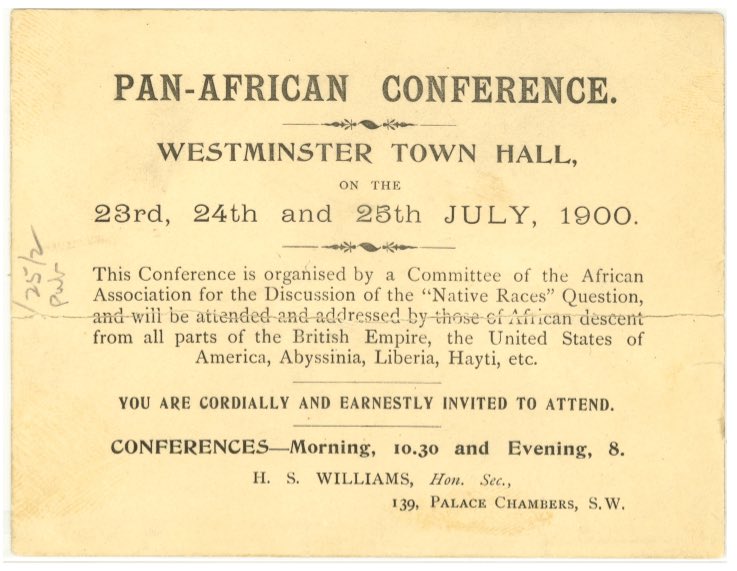 PAN-AFRICAN CONFERENCE.
WESTMINSTER TOWN HALL,
ON THE
23rd, 24th and 25th JULY, 1900.
This Conference is organised by a Committee of the African
Association for the Discussion of the “Native Races” Question,
and will be attended and addressed by those of African descent
from all parts of the British Empire, the United States of
America, Abyssinia, Liberia, Hayti, etc.
YOU ARE CORDIALLY AND EARNESTLY INVITED TO ATTEND.
CONFERENCES—Morning, 10.30 and Evening, 8.
H. S. WILLIAMS, Hon. Sec.,
139, PALACE CHAMBERS, S.W.